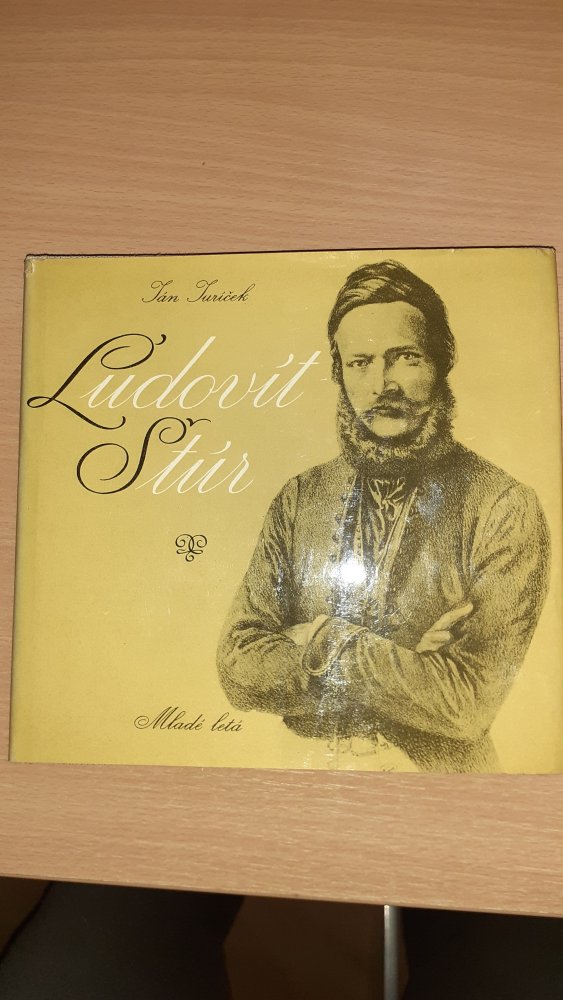 Ján Juríček
Ľudovít
Štúr
Mladé letá